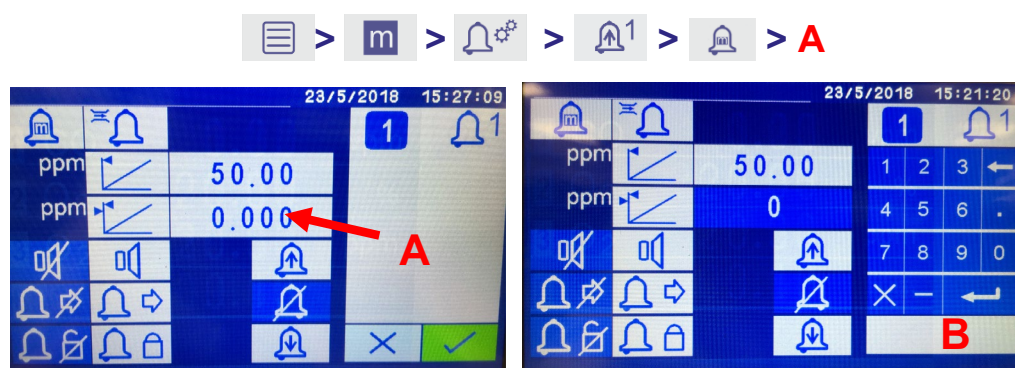 > m > > 1 > m > A
23/5/2018 15:27:09
m 1 1
ppm 50.00
ppm 0.000
A
23/5/2018 15:21:20
m 1 1
ppm 50.00 1 2 3
ppm 0 4 5 6 .
7 8 9 0
B